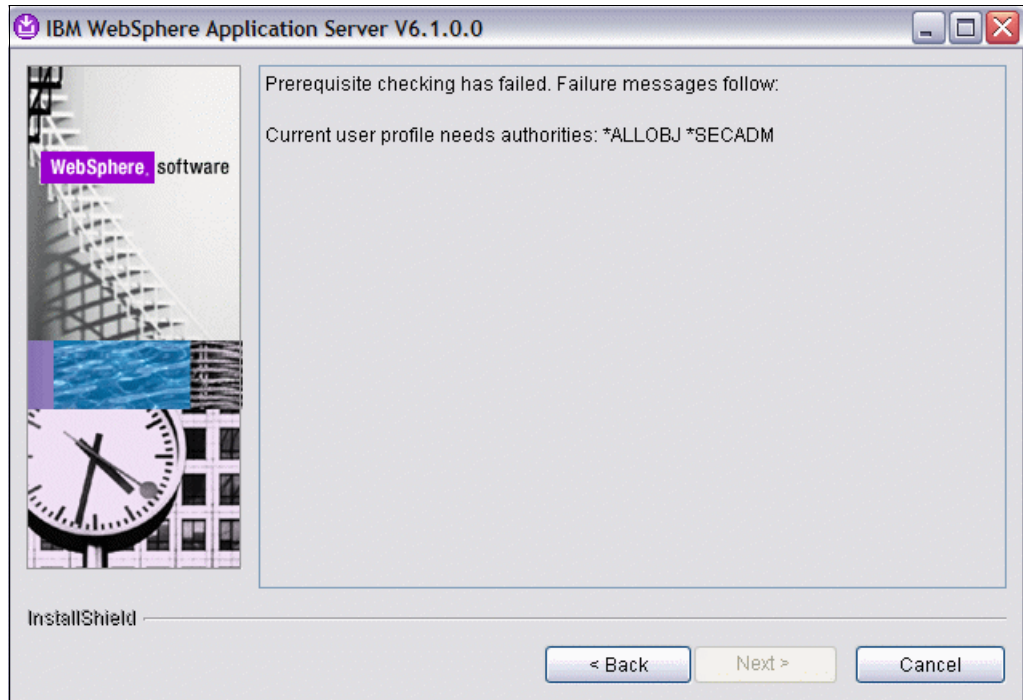 IBM WebSphere Application Server V6.1.0.0
Prerequisite checking has failed. Failure messages follow:
Current user profile needs authorities: *ALLOBJ *SECADM
WebSphere. software
InstallShield
< Back
Next >
Cancel